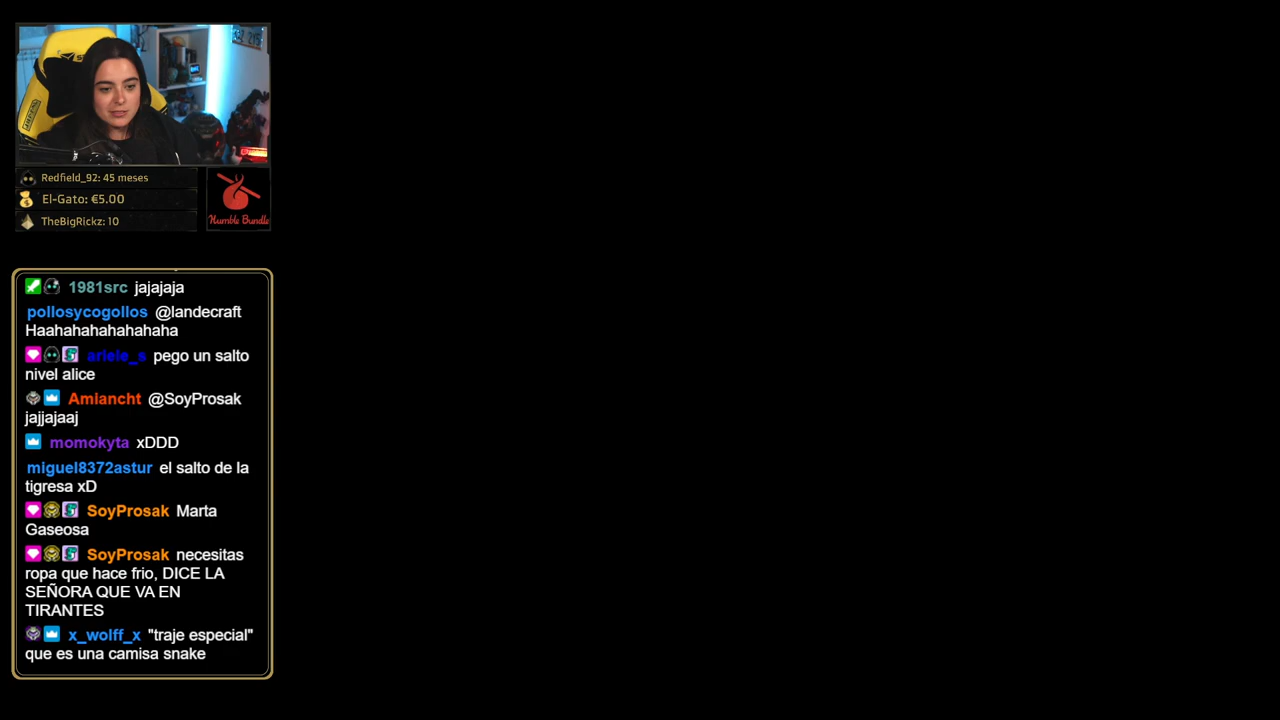 Redfield_92: 45 meses
El-Gato: €5.00
TheBigRickz: 10
Humble Bundle
1981src jajajaja
pollosycogollos @landecraft
Haahahahahahahaha
ariele_s pego un salto
nivel alice
Amiancht @SoyProsak
jajjajaaj
momokyta xDDD
miguel8372astur el salto de la
tigresa xD
SoyProsak Marta
Gaseosa
SoyProsak necesitas
ropa que hace frio, DICE LA
SEÑORA QUE VA EN
TIRANTES
x_wolff_x "traje especial"
que es una camisa snake